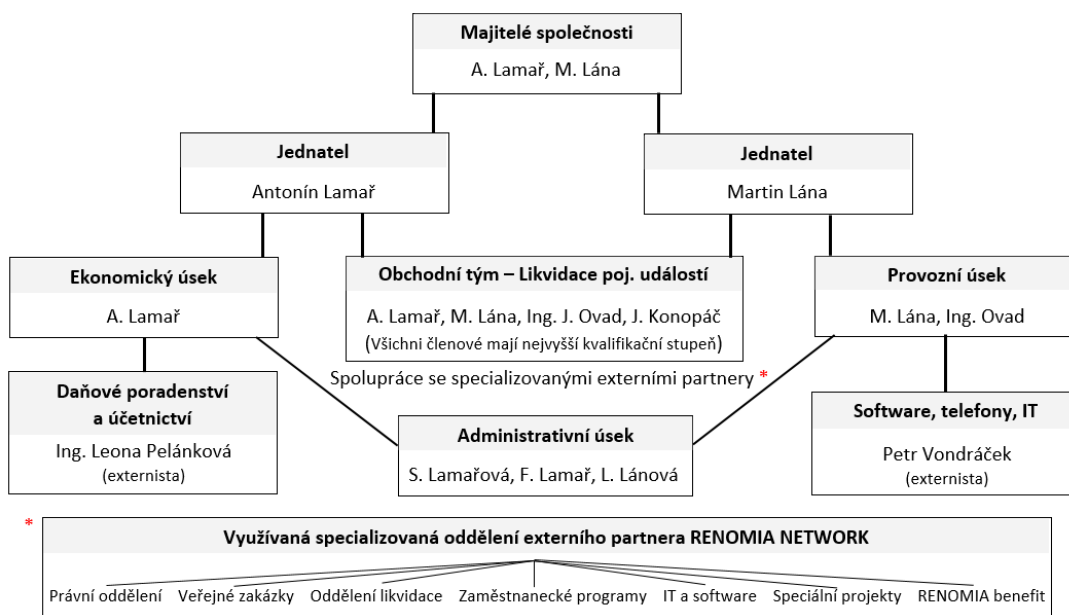 Majitelé společnosti
A. Lamař, M. Lána
Jednatel
Antonín Lamař
Jednatel
Martin Lána
Ekonomický úsek
A. Lamař
Obchodní tým – Likvidace poj. událostí
A. Lamař, M. Lána, Ing. J. Ovad, J. Konopáč
(Všichni členové mají nejvyšší kvalifikační stupeň)
Provozní úsek
M. Lána, Ing. Ovad
Spolupráce se specializovanými externími partnery *
Daňové poradenství
a účetnictví
Ing. Leona Pelánková
(externista)
Administrativní úsek
S. Lamařová, F. Lamař, L. Lánová
Software, telefony, IT
Petr Vondráček
(externista)
*
Využívaná specializovaná oddělení externího partnera RENOMIA NETWORK
Právní oddělení
Veřejné zakázky
Oddělení likvidace
Zaměstnanecké programy
IT a software
Speciální projekty
RENOMIA benefit